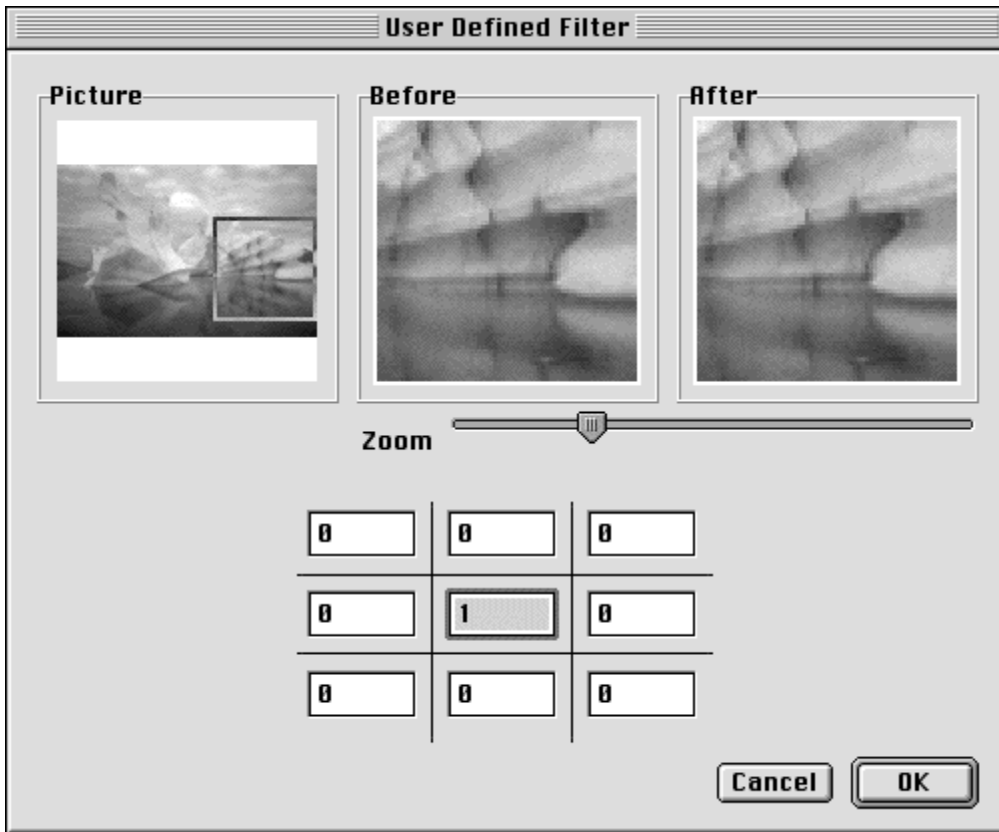 User Defined Filter
Picture
Before
After
Zoom
0 0 0
0 1 0
0 0 0
Cancel OK